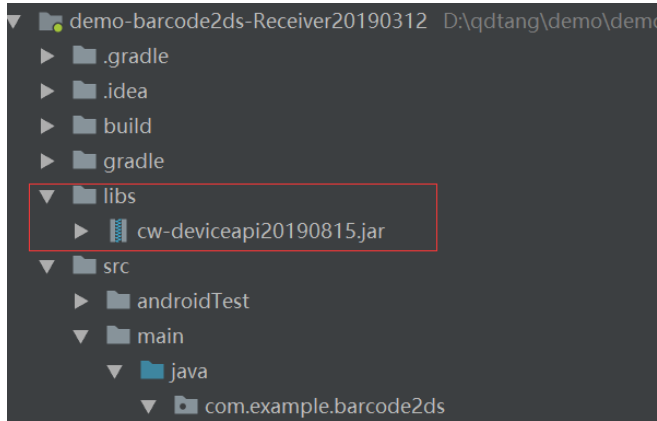 demo-barcode2ds-Receiver20190312 D:\qdtang\demo\demo
.gradle
.idea
build
gradle
libs
cw-deviceapi20190815.jar
src
androidTest
main
java
com.example.barcode2ds